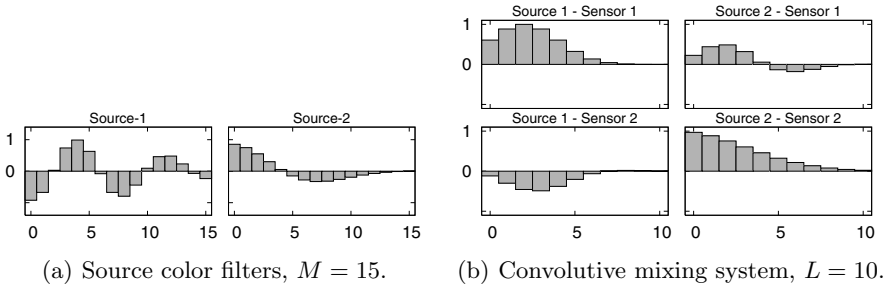 Source 1 - Sensor 1
Source 2 - Sensor 1
1
0
Source-1
Source-2
Source 1 - Sensor 2
Source 2 - Sensor 2
1
0
1
0
0 5 10 15
0 5 10 15
0 5 10
0 5 10
(a) Source color filters, M = 15.
(b) Convolutive mixing system, L = 10.